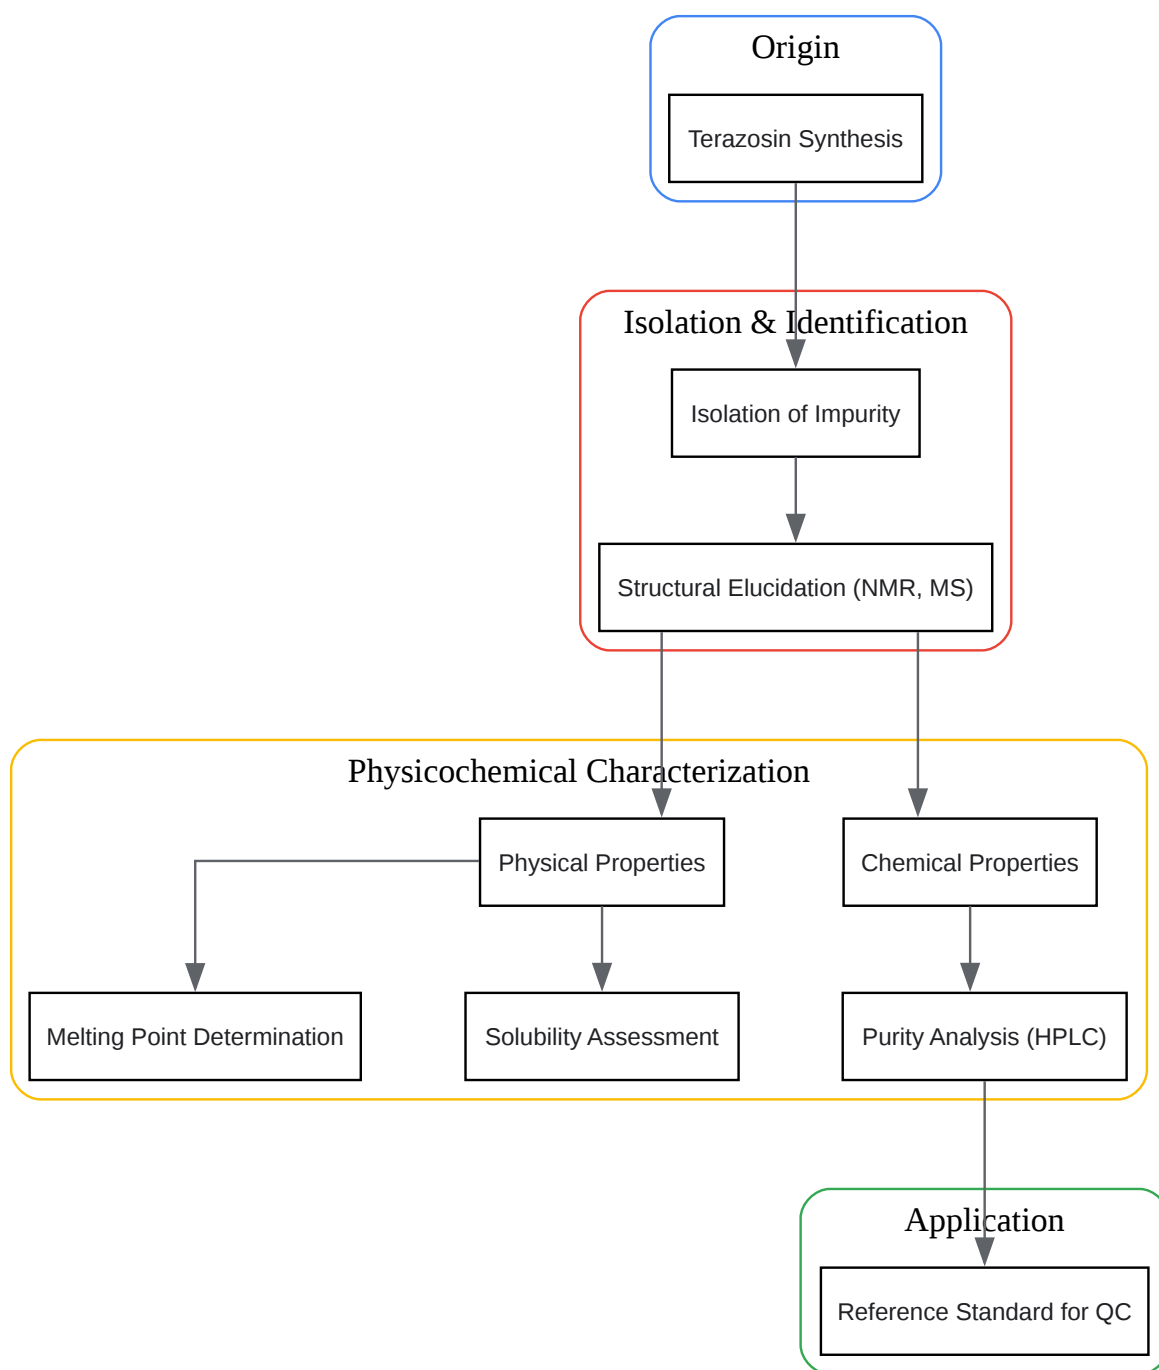 Origin
Terazosin Synthesis
Isolation & Identification
Isolation of Impurity
Structural Elucidation (NMR, MS)
Physicochemical Characterization
Physical Properties
Chemical Properties
Melting Point Determination
Solubility Assessment
Purity Analysis (HPLC)
Application
Reference Standard for QC